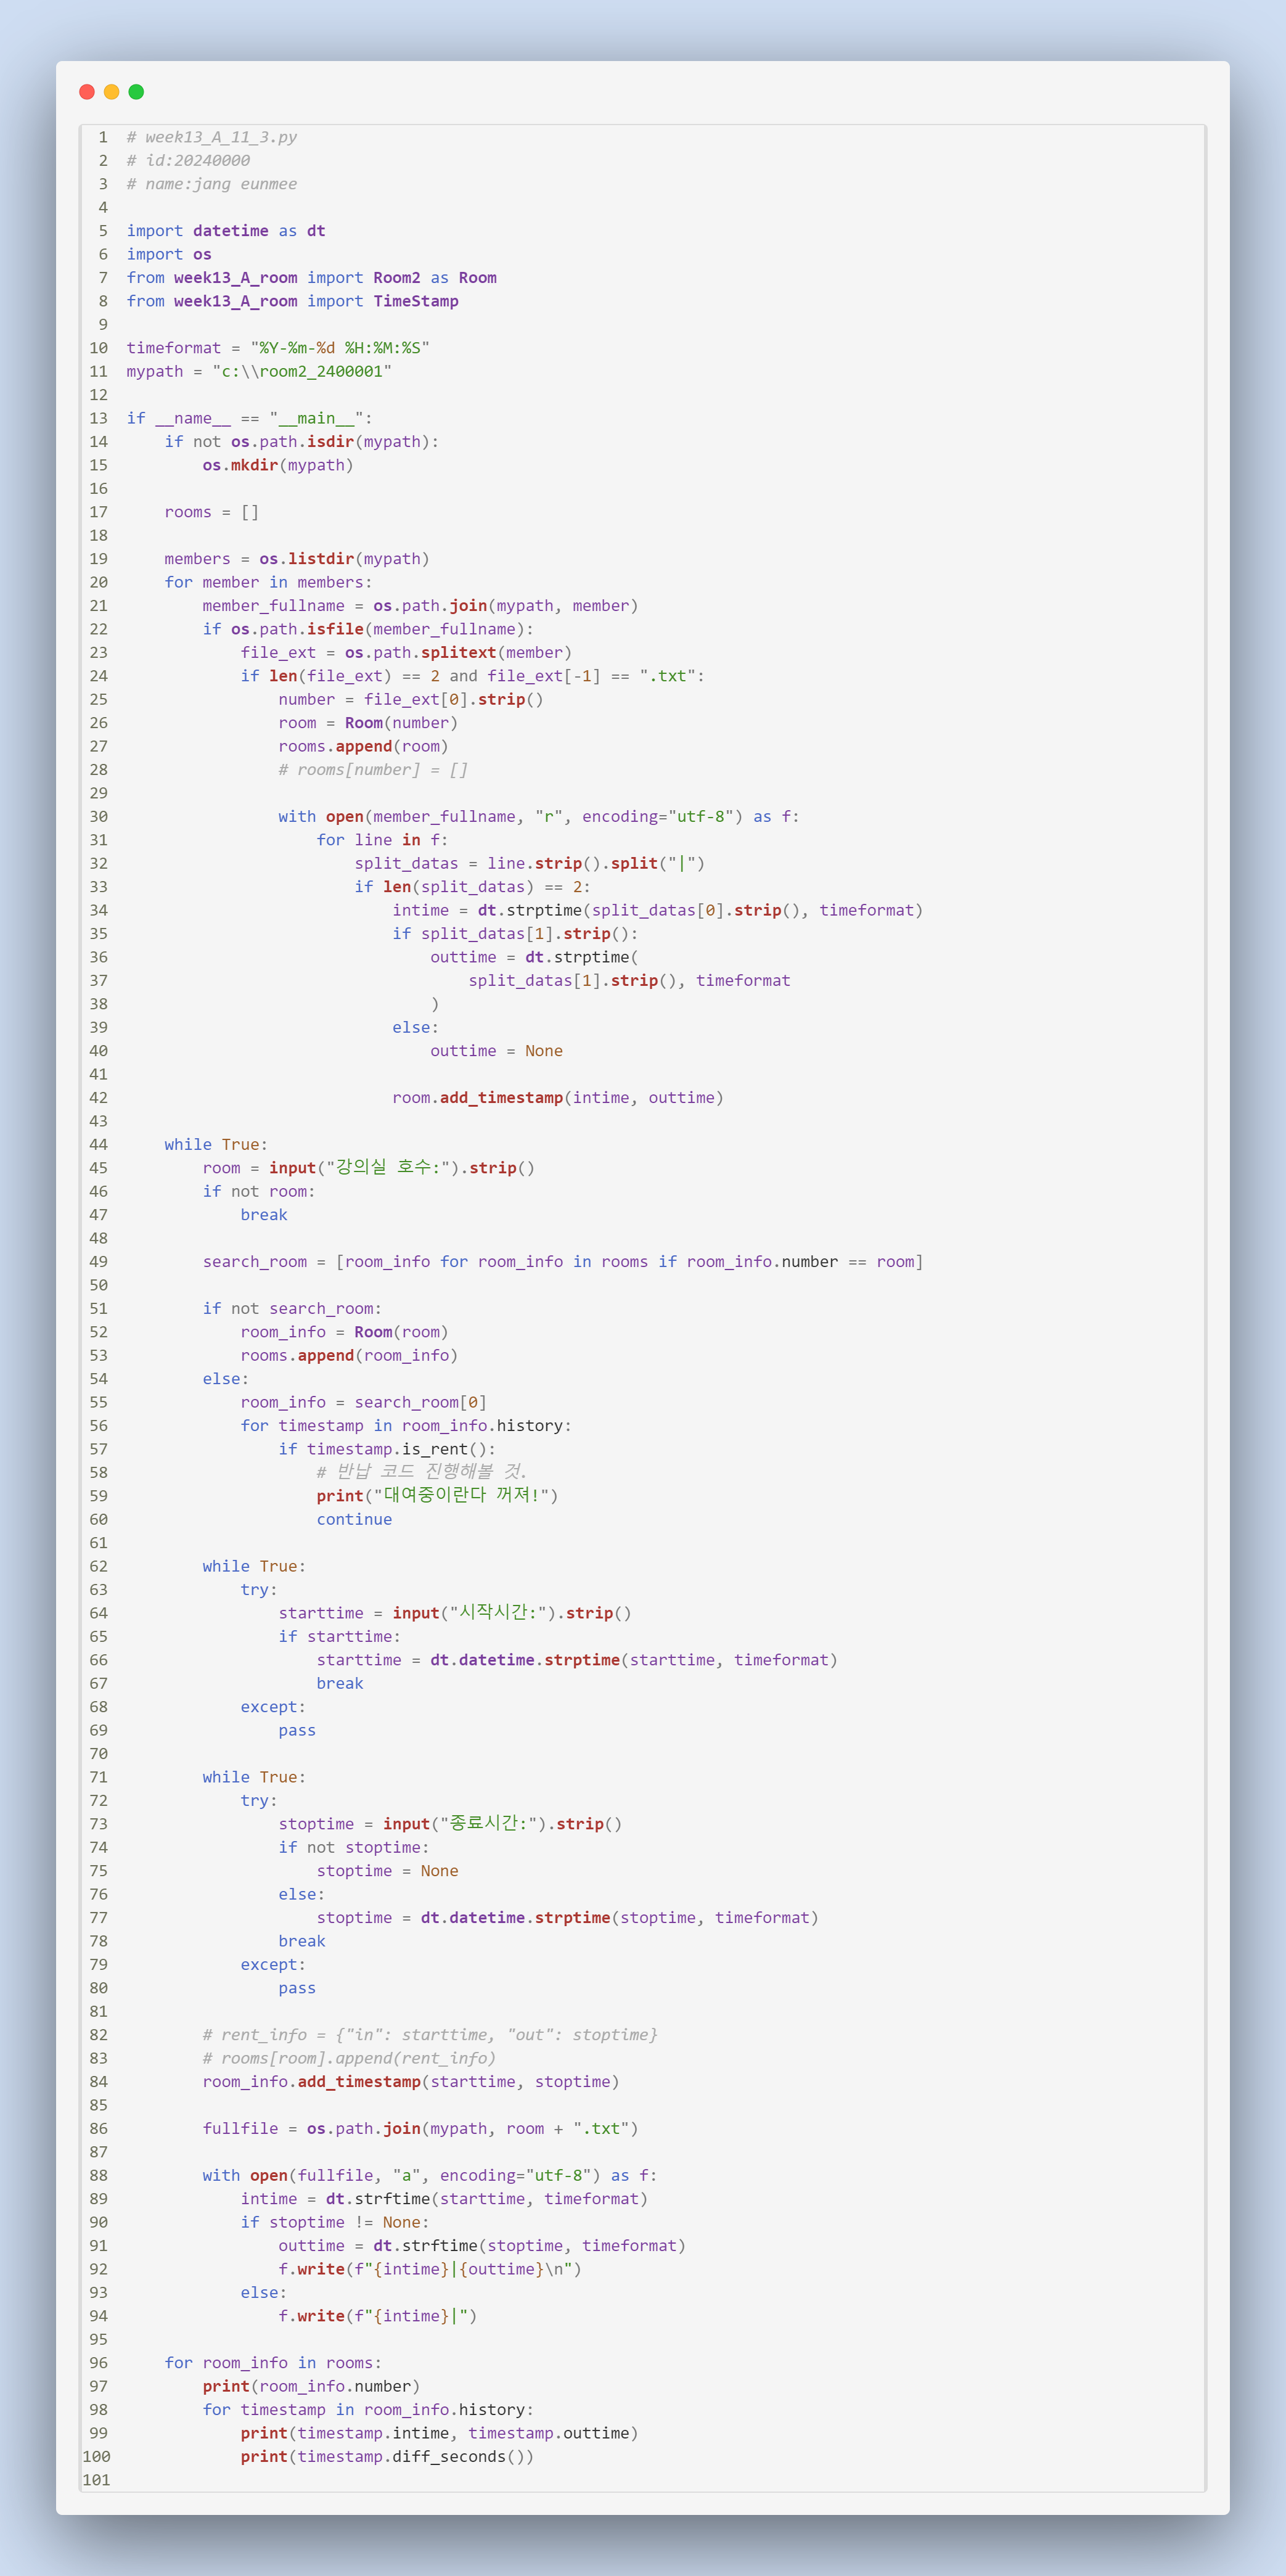 1 # week13_A_11_3.py
2 # id:20240000
3 # name:jang eunmee
4
5 import datetime as dt
6 import os
7 from week13_A_room import Room2 as Room
8 from week13_A_room import TimeStamp
9
10 timeformat = "%Y-%m-%d %H:%M:%S"
11 mypath = "c:\\room2_2400001"
12
13 if __name__ == "__main__":
14     if not os.path.isdir(mypath):
15         os.mkdir(mypath)
16
17     rooms = []
18
19     members = os.listdir(mypath)
20     for member in members:
21         member_fullname = os.path.join(mypath, member)
22         if os.path.isfile(member_fullname):
23             file_ext = os.path.splitext(member)
24             if len(file_ext) == 2 and file_ext[-1] == ".txt":
25                 number = file_ext[0].strip()
26                 room = Room(number)
27                 rooms.append(room)
28                 # rooms[number] = []
29
30                 with open(member_fullname, "r", encoding="utf-8") as f:
31                     for line in f:
32                         split_datas = line.strip().split("|")
33                         if len(split_datas) == 2:
34                             intime = dt.strptime(split_datas[0].strip(), timeformat)
35                             if split_datas[1].strip():
36                                 outtime = dt.strptime(
37                                     split_datas[1].strip(), timeformat
38                                 )
39                             else:
40                                 outtime = None
41
42                             room.add_timestamp(intime, outtime)
43
44     while True:
45         room = input("강의실 호수:").strip()
46         if not room:
47             break
48
49         search_room = [room_info for room_info in rooms if room_info.number == room]
50
51         if not search_room:
52             room_info = Room(room)
53             rooms.append(room_info)
54         else:
55             room_info = search_room[0]
56             for timestamp in room_info.history:
57                 if timestamp.is_rent():
58                     # 반납 코드 진행해볼 것.
59                     print("대여중이란다 꺼져!")
60                     continue
61
62         while True:
63             try:
64                 starttime = input("시작시간:").strip()
65                 if starttime:
66                     starttime = dt.datetime.strptime(starttime, timeformat)
67                     break
68             except:
69                 pass
70
71         while True:
72             try:
73                 stoptime = input("종료시간:").strip()
74                 if not stoptime:
75                     stoptime = None
76                 else:
77                     stoptime = dt.datetime.strptime(stoptime, timeformat)
78                 break
79             except:
80                 pass
81
82         # rent_info = {"in": starttime, "out": stoptime}
83         # rooms[room].append(rent_info)
84         room_info.add_timestamp(starttime, stoptime)
85
86         fullfile = os.path.join(mypath, room + ".txt")
87
88         with open(fullfile, "a", encoding="utf-8") as f:
89             intime = dt.strftime(starttime, timeformat)
90             if stoptime != None:
91                 outtime = dt.strftime(stoptime, timeformat)
92                 f.write(f"{intime}|{outtime}\n")
93             else:
94                 f.write(f"{intime}|")
95
96     for room_info in rooms:
97         print(room_info.number)
98         for timestamp in room_info.history:
99             print(timestamp.intime, timestamp.outtime)
100             print(timestamp.diff_seconds())
101